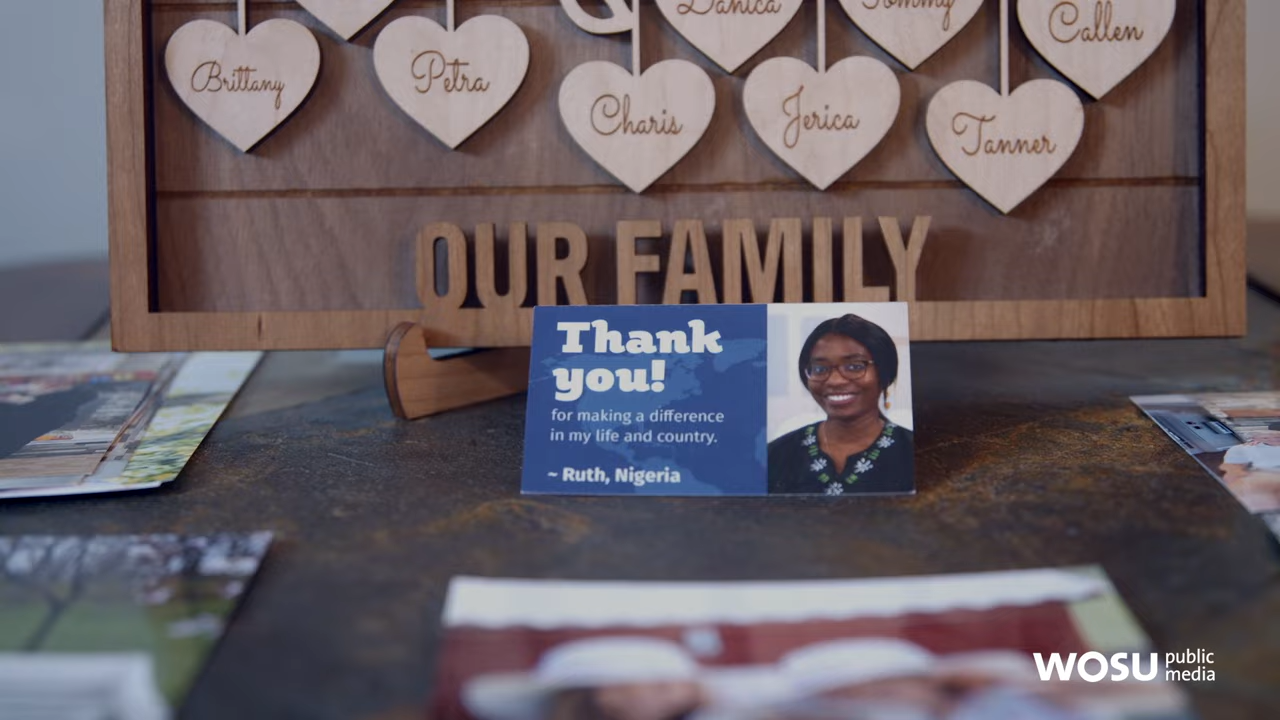 Danica
Tommy
Callen
Brittany
Petra
Charis
Jerica
Tanner
OUR FAMILY
Thank
you!
for making a difference
in my life and country.
~ Ruth, Nigeria
WOSU public
media